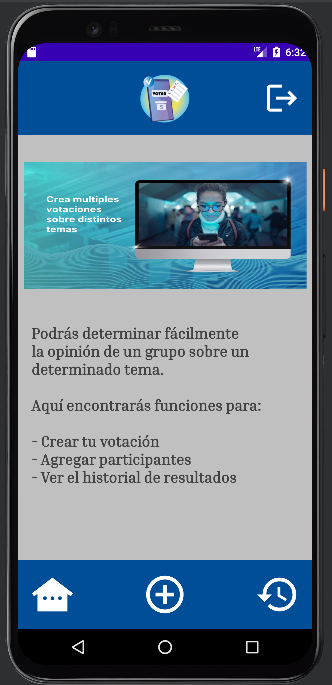 LTE 6:32
VOTES
Crea multiples
votaciones
sobre distintos
temas
Podrás determinar fácilmente
la opinión de un grupo sobre un
determinado tema.
Aquí encontrarás funciones para:
- Crear tu votación
- Agregar participantes
- Ver el historial de resultados